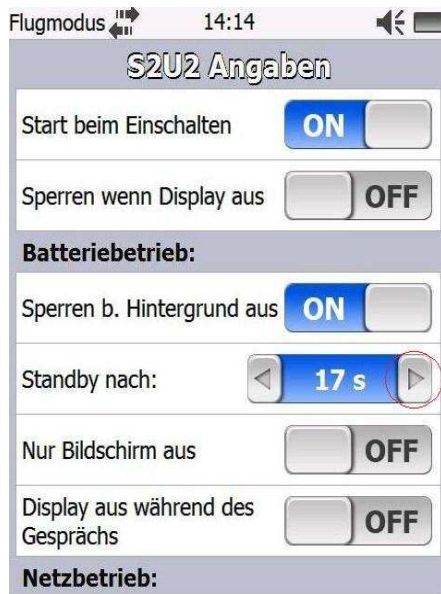 Flugmodus 14:14
S2U2 Angaben
Start beim Einschalten ON
Sperren wenn Display aus OFF
Batteriebetrieb:
Sperren b. Hintergrund aus ON
Standby nach: 17 s
Nur Bildschirm aus OFF
Display aus während des
Gesprächs OFF
Netzbetrieb: